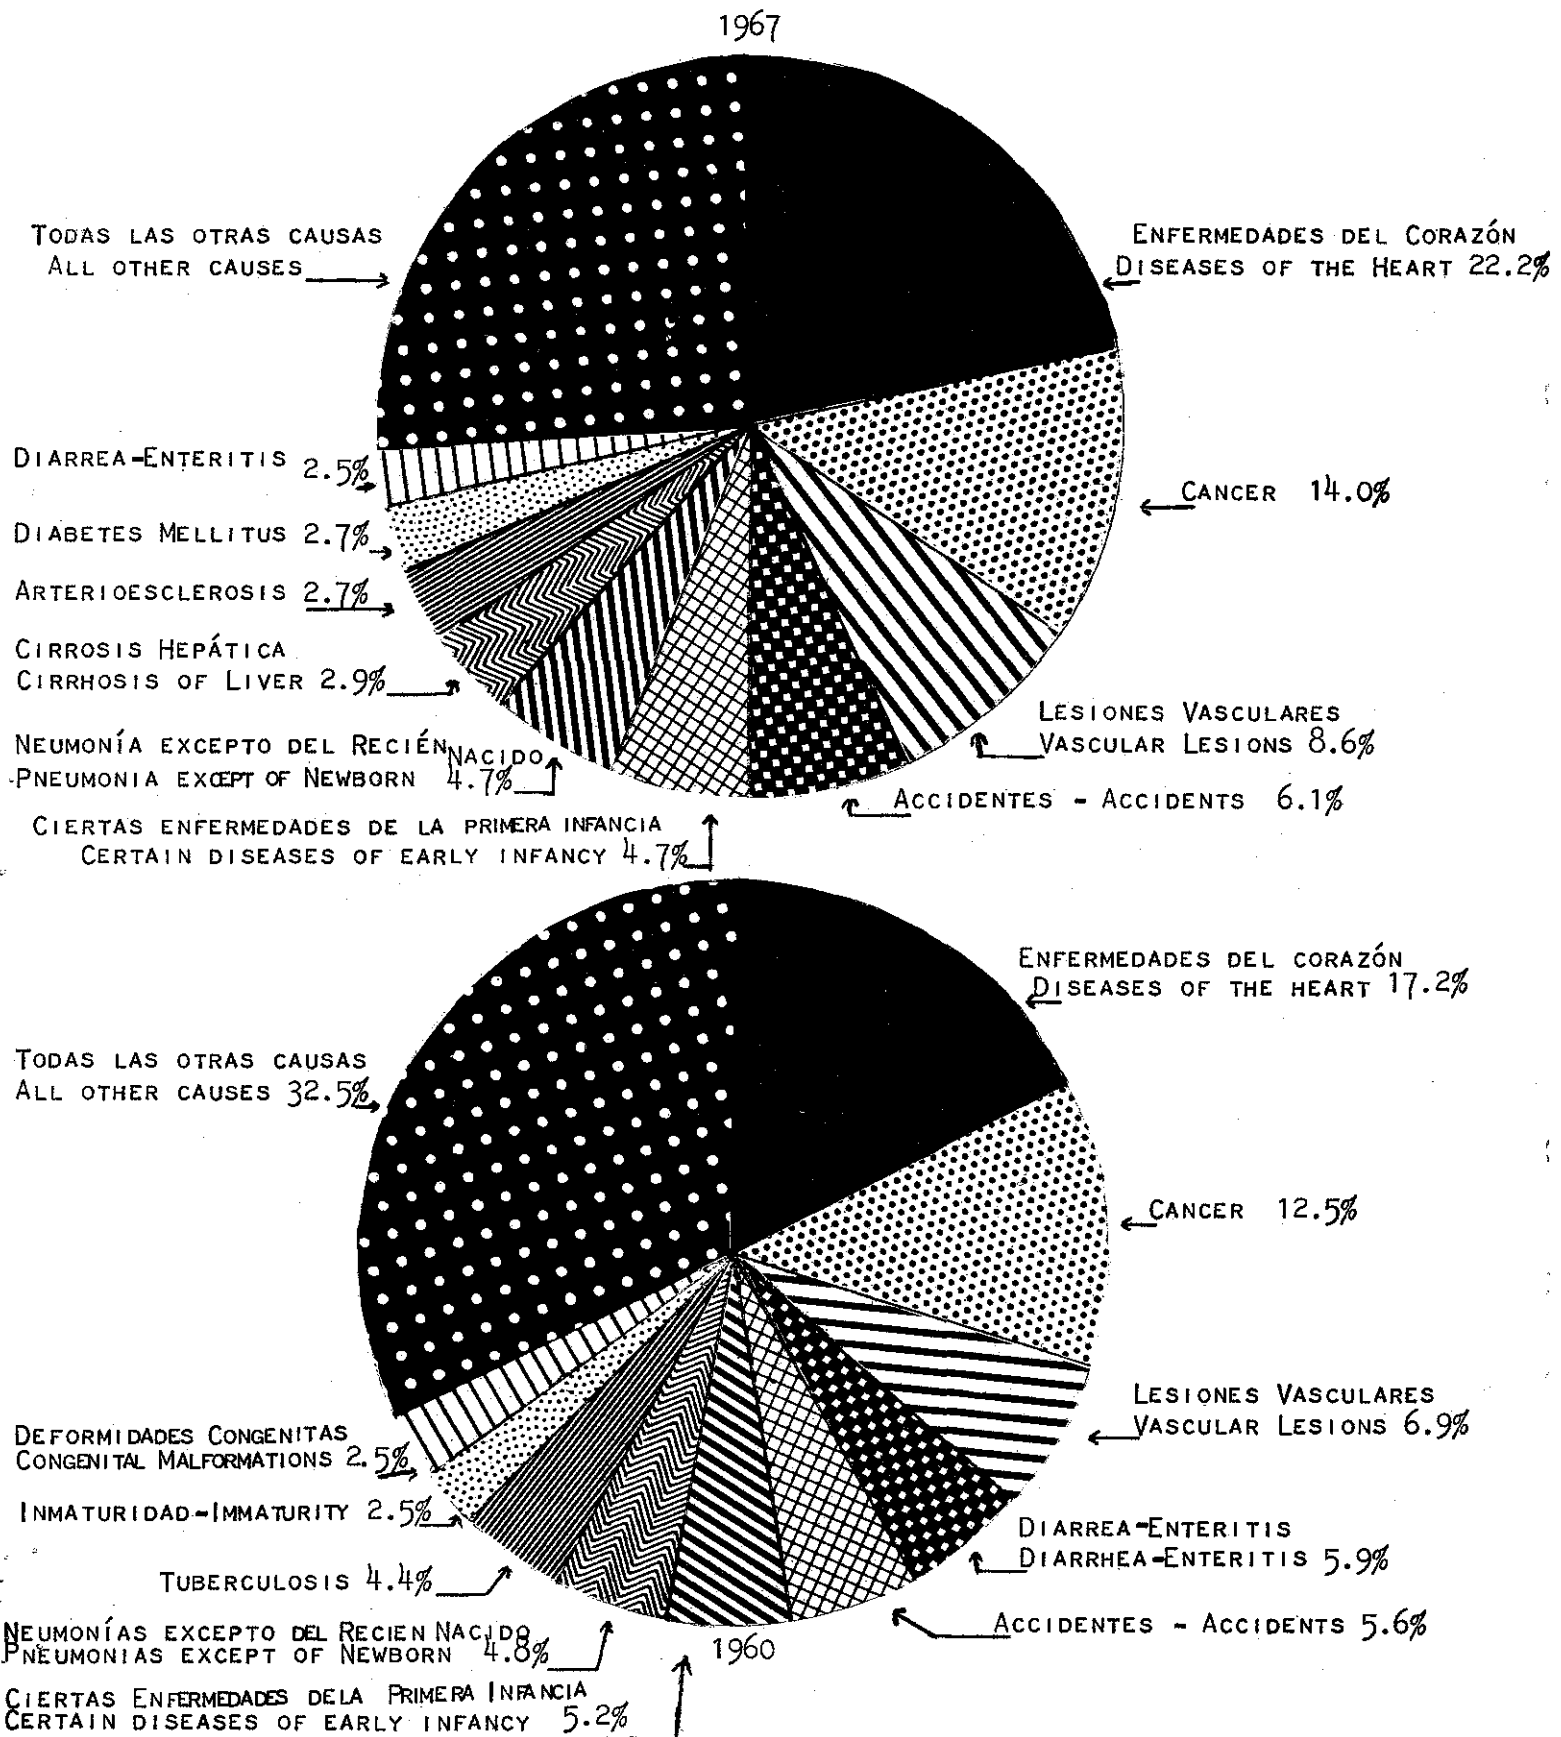 1967
TODAS LAS OTRAS CAUSAS
ALL OTHER CAUSES
ENFERMEDADES DEL CORAZÓN
DISEASES OF THE HEART 22.2%
DIARREA-ENTERITIS 2.5%
CANCER 14.0%
DIABETES MELLITUS 2.7%
ARTERIOESCLEROSIS 2.7%
CIRROSIS HEPÁTICA
CIRRHOSIS OF LIVER 2.9%
LESIONES VASCULARES
VASCULAR LESIONS 8.6%
NEUMONÍA EXCEPTO DEL RECIÉN NACIDO
PNEUMONIA EXCEPT OF NEWBORN 4.7%
ACCIDENTES - ACCIDENTS 6.1%
CIERTAS ENFERMEDADES DE LA PRIMERA INFANCIA
CERTAIN DISEASES OF EARLY INFANCY 4.7%
ENFERMEDADES DEL CORAZÓN
DISEASES OF THE HEART 17.2%
TODAS LAS OTRAS CAUSAS
ALL OTHER CAUSES 32.5%
CANCER 12.5%
LESIONES VASCULARES
VASCULAR LESIONS 6.9%
DEFORMIDADES CONGENITAS
CONGENITAL MALFORMATIONS 2.5%
INMATURIDAD-IMMATURITY 2.5%
DIARREA-ENTERITIS
DIARRHEA-ENTERITIS 5.9%
TUBERCULOSIS 4.4%
ACCIDENTES - ACCIDENTS 5.6%
NEUMONÍAS EXCEPTO DEL RECIEN NACIDO
PNEUMONIAS EXCEPT OF NEWBORN 4.8%
1960
CIERTAS ENFERMEDADES DELA PRIMERA INFANCIA
CERTAIN DISEASES OF EARLY INFANCY 5.2%